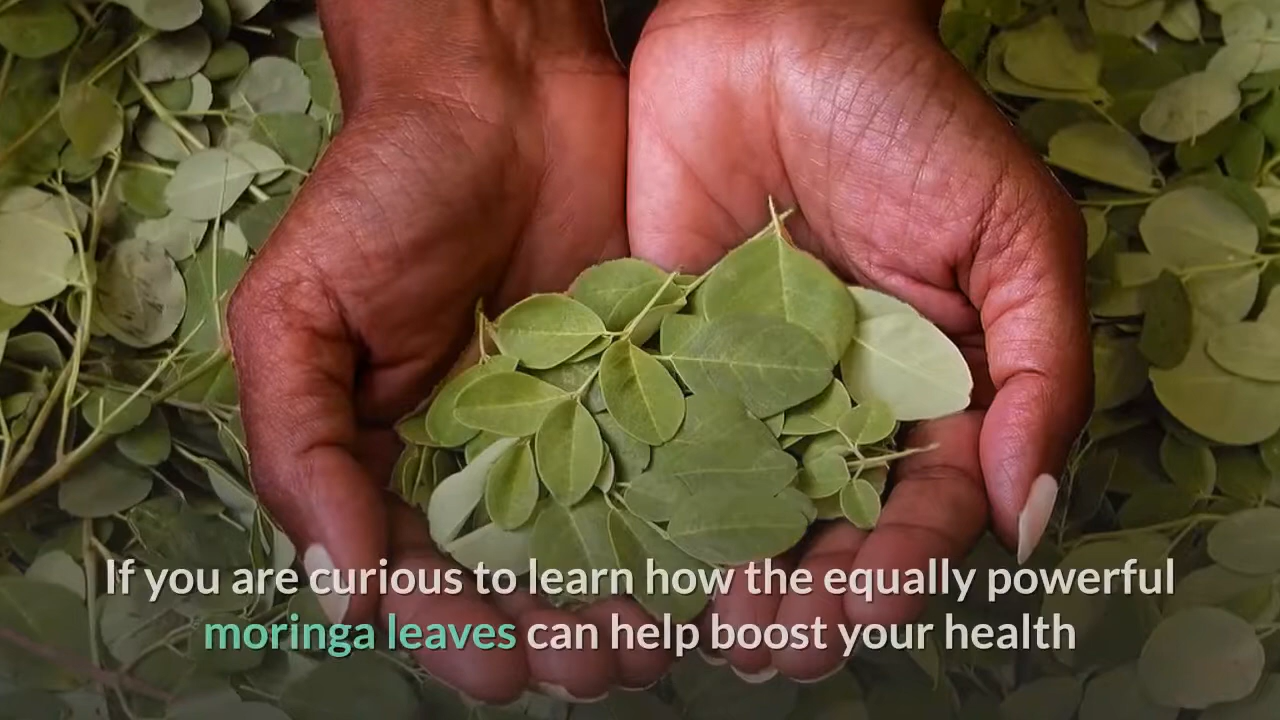 If you are curious to learn how the equally powerful
moringa leaves can help boost your health